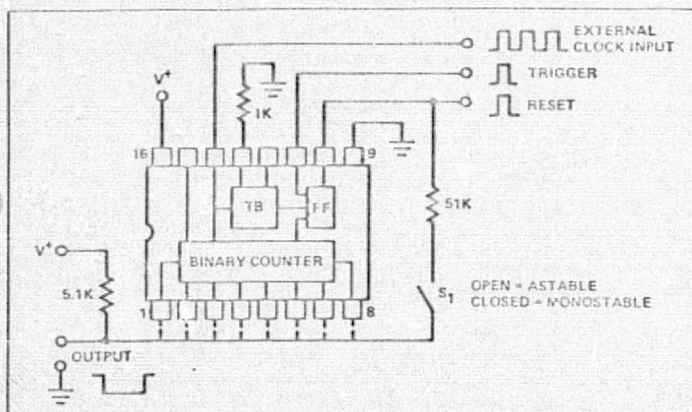 EXTERNAL
CLOCK INPUT
TRIGGER
RESET
V+
1K
16
9
TB
FF
51K
BINARY COUNTER
V+
5.1K
S1
OPEN = ASTABLE
CLOSED = MONOSTABLE
1
8
OUTPUT